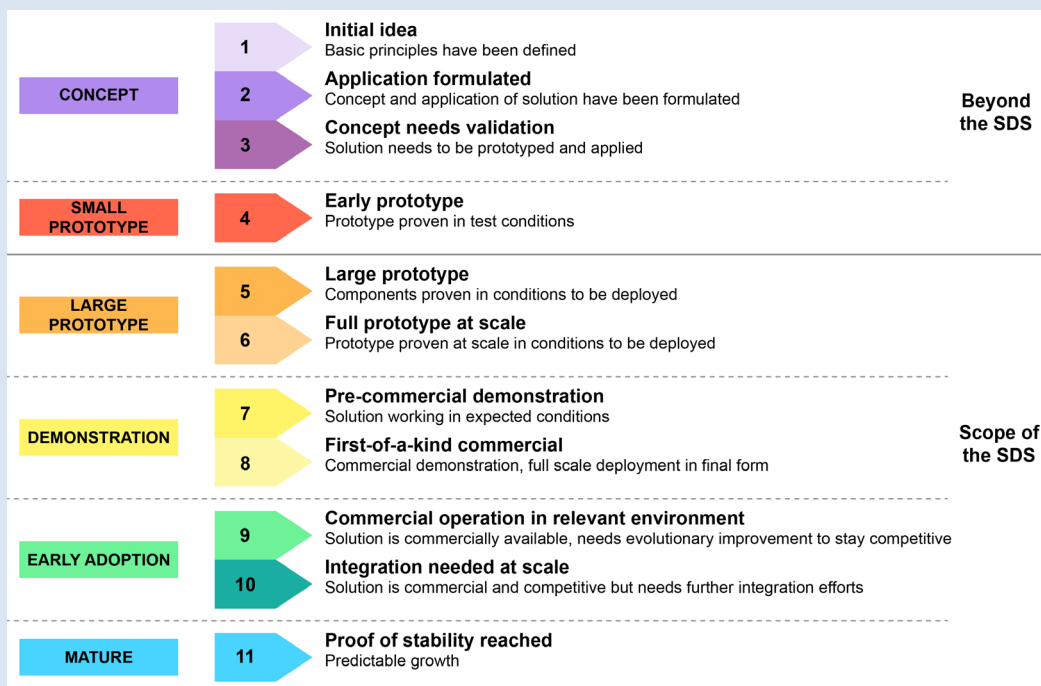 1
Initial idea
Basic principles have been defined
CONCEPT
2
Application formulated
Concept and application of solution have been formulated
Beyond
the SDS
3
Concept needs validation
Solution needs to be prototyped and applied
SMALL
PROTOTYPE
4
Early prototype
Prototype proven in test conditions
LARGE
PROTOTYPE
5
Large prototype
Components proven in conditions to be deployed
6
Full prototype at scale
Prototype proven at scale in conditions to be deployed
DEMONSTRATION
7
Pre-commercial demonstration
Solution working in expected conditions
8
First-of-a-kind commercial
Commercial demonstration, full scale deployment in final form
Scope of
the SDS
EARLY ADOPTION
9
Commercial operation in relevant environment
Solution is commercially available, needs evolutionary improvement to stay competitive
10
Integration needed at scale
Solution is commercial and competitive but needs further integration efforts
MATURE
11
Proof of stability reached
Predictable growth